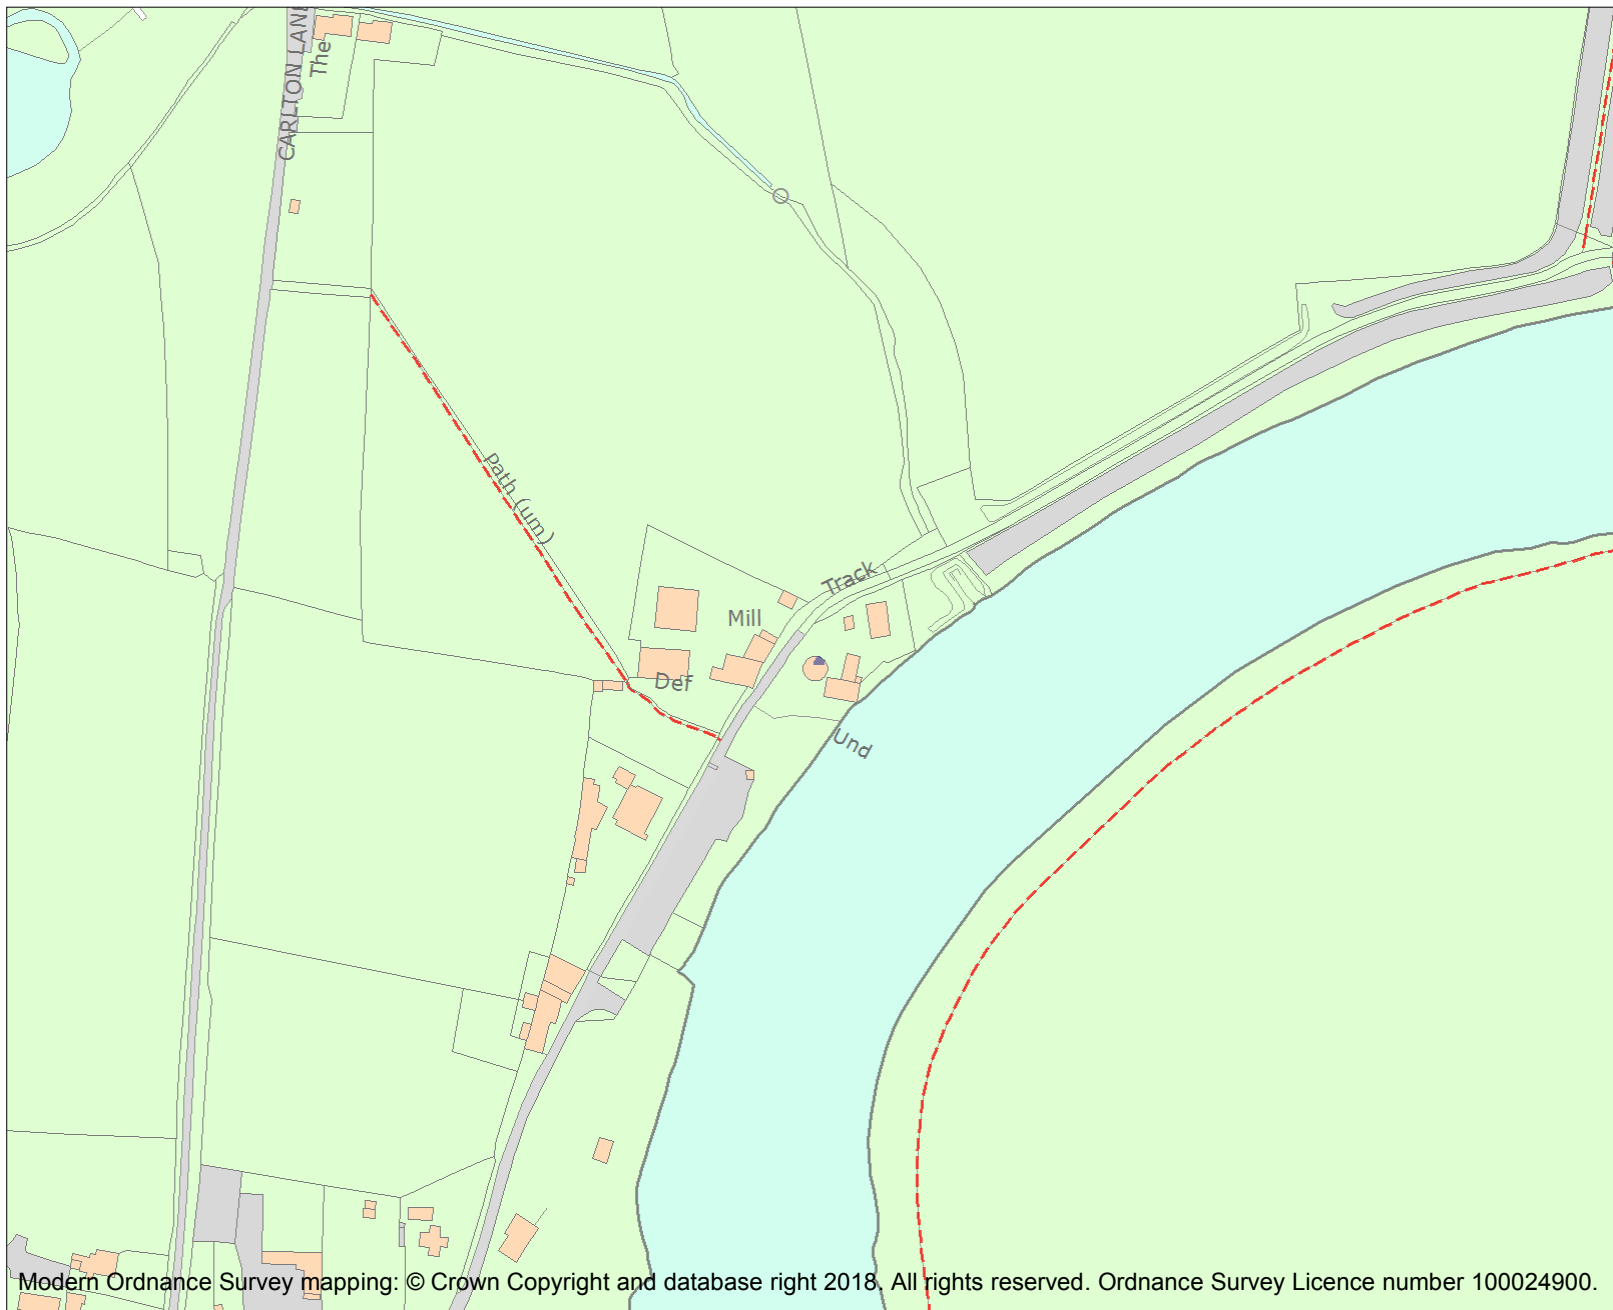 CARLTON LANE
The
Path (um)
Track
Mill
Def
Und
Modern Ordnance Survey mapping: © Crown Copyright and database right 2018. All rights reserved. Ordnance Survey Licence number 100024900.